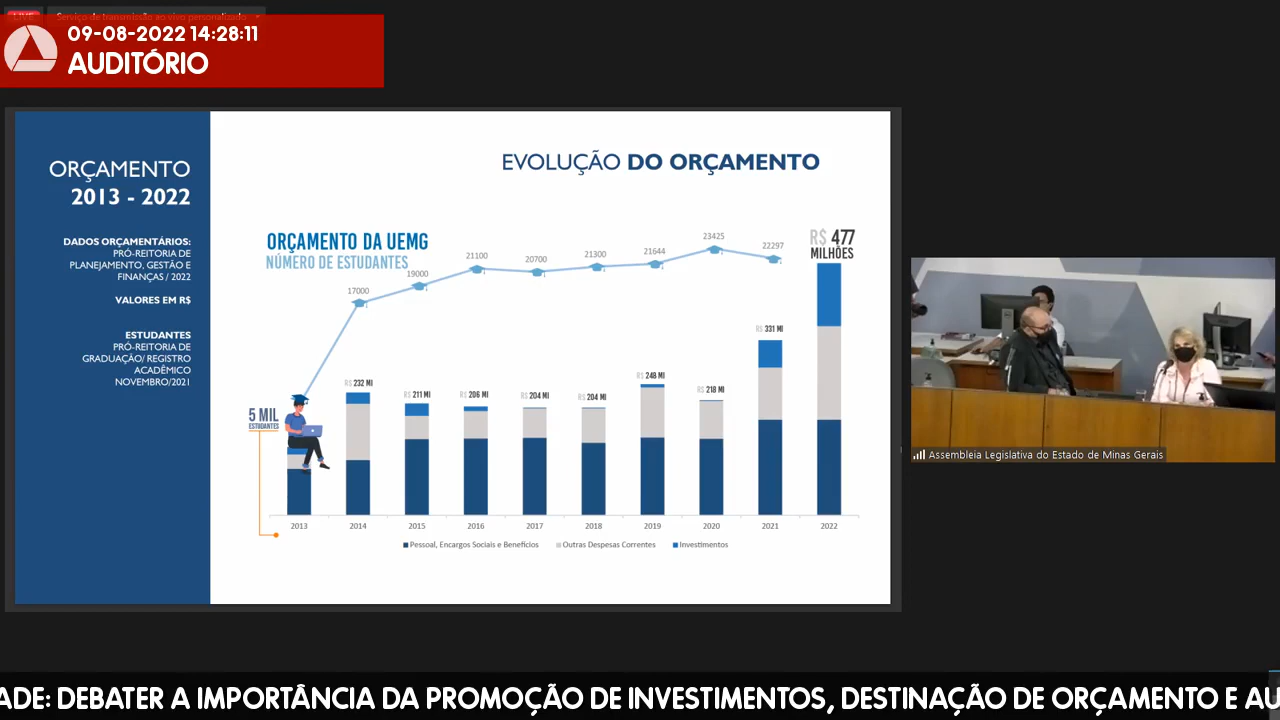 LIVE
Serviço de transmissão ao vivo personalizado
09-08-2022 14:28:11
AUDITÓRIO
ORÇAMENTO
2013 - 2022
DADOS ORÇAMENTÁRIOS:
PRÓ-REITORIA DE
PLANEJAMENTO, GESTÃO E
FINANÇAS / 2022
VALORES EM R$
ESTUDANTES
PRÓ-REITORIA DE
GRADUAÇÃO/ REGISTRO
ACADÊMICO
NOVEMBRO/2021
EVOLUÇÃO DO ORÇAMENTO
ORÇAMENTO DA UEMG
NÚMERO DE ESTUDANTES
17000
19000
21100
20700
21300
21644
23425
22297
R$ 477
MILHÕES
5 MIL
ESTUDANTES
R$ 232 MI
R$ 211 MI
R$ 206 MI
R$ 204 MI
R$ 204 MI
R$ 248 MI
R$ 218 MI
R$ 331 MI
2013 2014 2015 2016 2017 2018 2019 2020 2021 2022
Pessoal, Encargos Sociais e Benefícios Outras Despesas Correntes Investimentos
Assembleia Legislativa do Estado de Minas Gerais
ADE: DEBATER A IMPORTÂNCIA DA PROMOÇÃO DE INVESTIMENTOS, DESTINAÇÃO DE ORÇAMENTO E AU